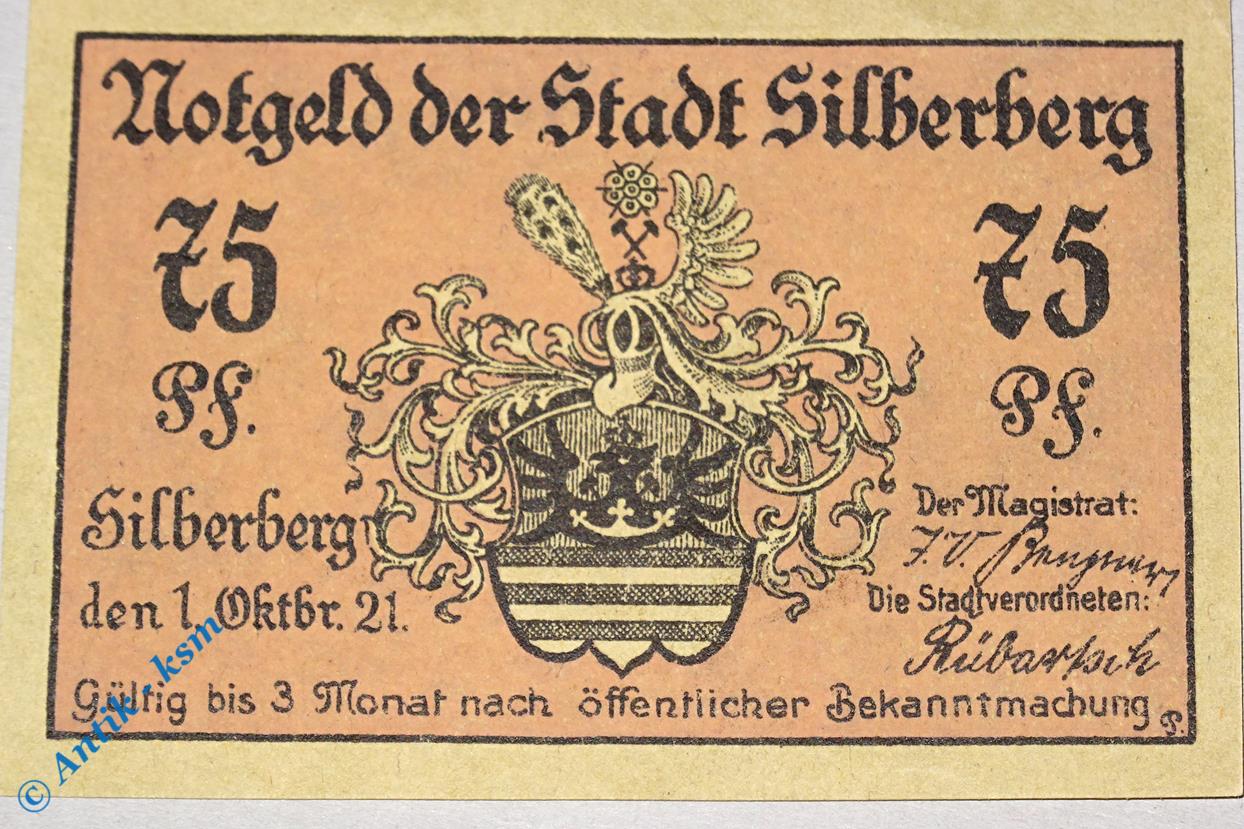 Notgeld der Stadt Silberberg
75 75
Pf. Pf.
Silberberg
den 1. Oktbr. 21.
Der Magistrat:
J.V.
Die Stadtverordneten:
Rübartsch
Gültig bis 3 Monat nach öffentlicher Bekanntmachung
P.
© Antik - ksm